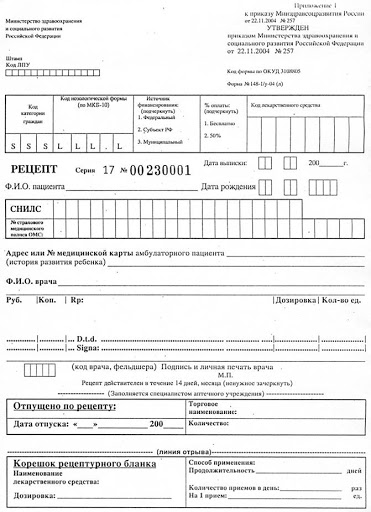 Приложение 1
к приказу Минздравсоцразвития России
от 22.11.2004 № 257
Министерство здравоохранения
и социального развития
Российской Федерации
УТВЕРЖДЕН
приказом Министерства здравоохранения и
социального развития Российской Федерации
от 22.11.2004 № 257
Штамп
Код ЛПУ
Код формы по ОКУД 3108805
Форма №148-1/у-04 (л)
Код категории граждан
Код нозологической формы (по МКБ-10)
Источник финансирования: (подчеркнуть)
1. Федеральный
2. Субъект РФ
3. Муниципальный
% оплаты: (подчеркнуть)
1. Бесплатно
2. 50%
Код лекарственного средства
S S S L L L . L
РЕЦЕПТ Серия 17 № 00230001 Дата выписки: 200 г.
Ф.И.О. пациента Дата рождения
СНИЛС
№ страхового медицинского полиса ОМС:
Адрес или № медицинской карты амбулаторного пациента
(история развития ребенка)
Ф.И.О. врача
Руб. Коп. Rp: Дозировка Кол-во ед.
D.t.d.
Signa:
(код врача, фельдшера) Подпись и личная печать врача
М.П.
Рецепт действителен в течение 14 дней, месяца (ненужное зачеркнуть)
(Заполняется специалистом аптечного учреждения)
Отпущено по рецепту:
Торговое наименование:
Дата отпуска: «___»______200__
Количество:
(линия отрыва)
Корешок рецептурного бланка
Способ применения:
Наименование
Продолжительность дней
лекарственного средства:
Количество приемов в день: раз
Дозировка: На 1 прием: ед.